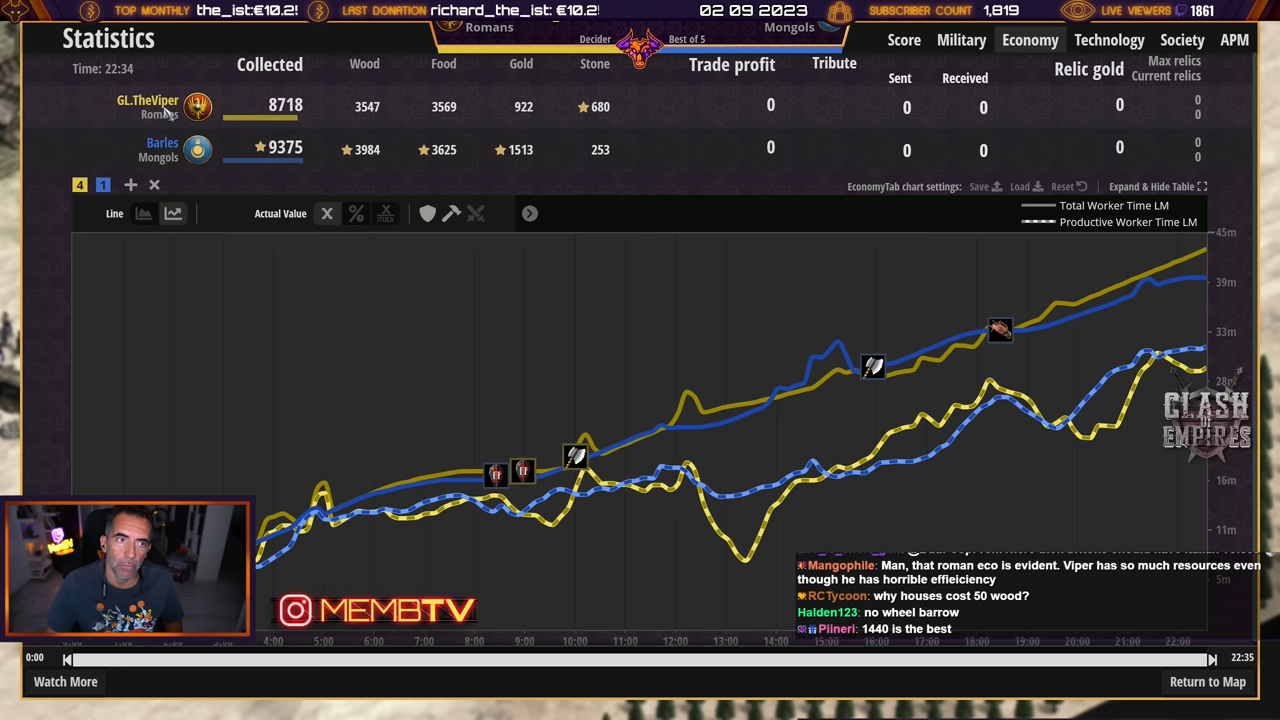 TOP MONTHLY the_ist:€10.2! LAST DONATION richard_the_ist: €10.2! 02 09 2023 SUBSCRIBER COUNT 1,819 LIVE VIEWERS 1861
Romans Mongols
Decider Best of 5
Statistics Score Military Economy Technology Society APM
Time: 22:34 Collected Wood Food Gold Stone Trade profit Tribute Sent Received Relic gold Max relics
Current relics
GL.TheViper 8718 3547 3569 922 680 0 0 0 0 0
Romans 0
Barles 9375 3984 3625 1513 253 0 0 0 0 0
Mongols 0
4 1 EconomyTab chart settings: Save Load Reset Expand & Hide Table
Line Actual Value X % X/max Total Worker Time LM
Productive Worker Time LM
45m
39m
33m
28m
CLASH
OF
EMPIRES
16m
11m
Mangophile: Man, that roman eco is evident. Viper has so much resources even
though he has horrible effieiciency
5m
RCTycoon: why houses cost 50 wood?
MEMBTV Halden123: no wheel barrow
Piineri: 1440 is the best
4:00 5:00 6:00 7:00 8:00 9:00 10:00 11:00 12:00 13:00 14:00 15:00 16:00 17:00 18:00 19:00 20:00 21:00 22:00
0:00 22:35
Watch More Return to Map